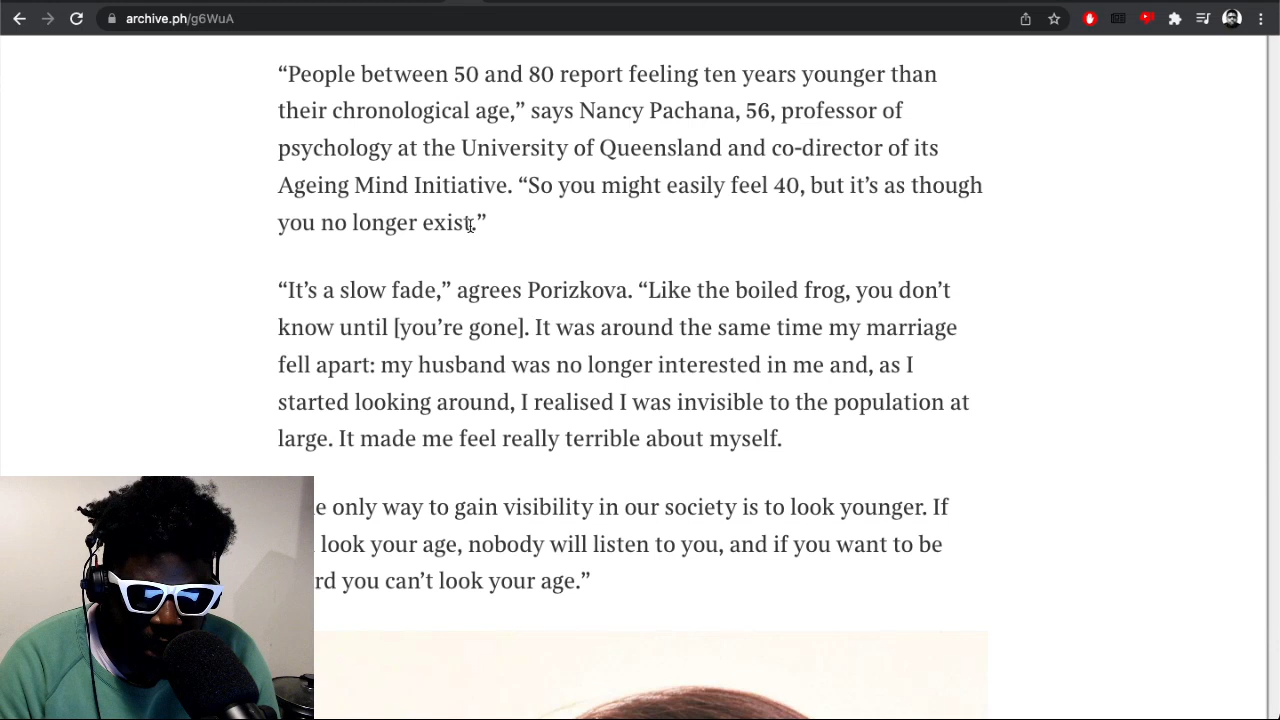 archive.ph/g6WuA
“People between 50 and 80 report feeling ten years younger than
their chronological age,” says Nancy Pachana, 56, professor of
psychology at the University of Queensland and co-director of its
Ageing Mind Initiative. “So you might easily feel 40, but it’s as though
you no longer exist.”
“It’s a slow fade,” agrees Porizkova. “Like the boiled frog, you don’t
know until [you’re gone]. It was around the same time my marriage
fell apart: my husband was no longer interested in me and, as I
started looking around, I realised I was invisible to the population at
large. It made me feel really terrible about myself.
only way to gain visibility in our society is to look younger. If
look your age, nobody will listen to you, and if you want to be
you can’t look your age.”